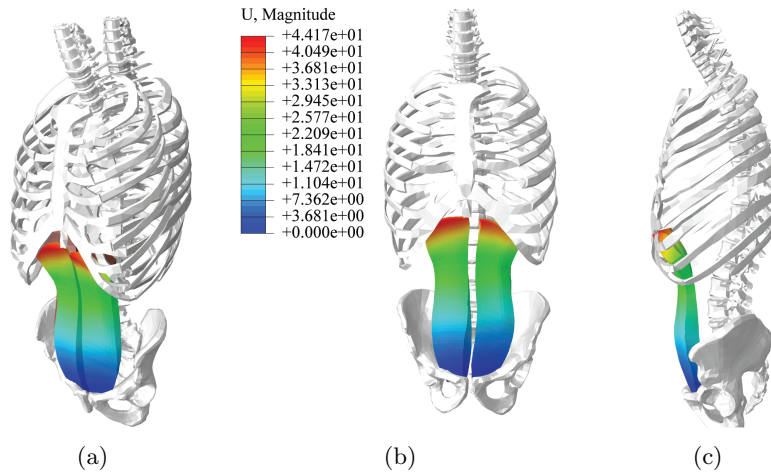 U, Magnitude
+4.417e+01
+4.049e+01
+3.681e+01
+3.313e+01
+2.945e+01
+2.577e+01
+2.209e+01
+1.841e+01
+1.472e+01
+1.104e+01
+7.362e+00
+3.681e+00
+0.000e+00
(a)
(b)
(c)